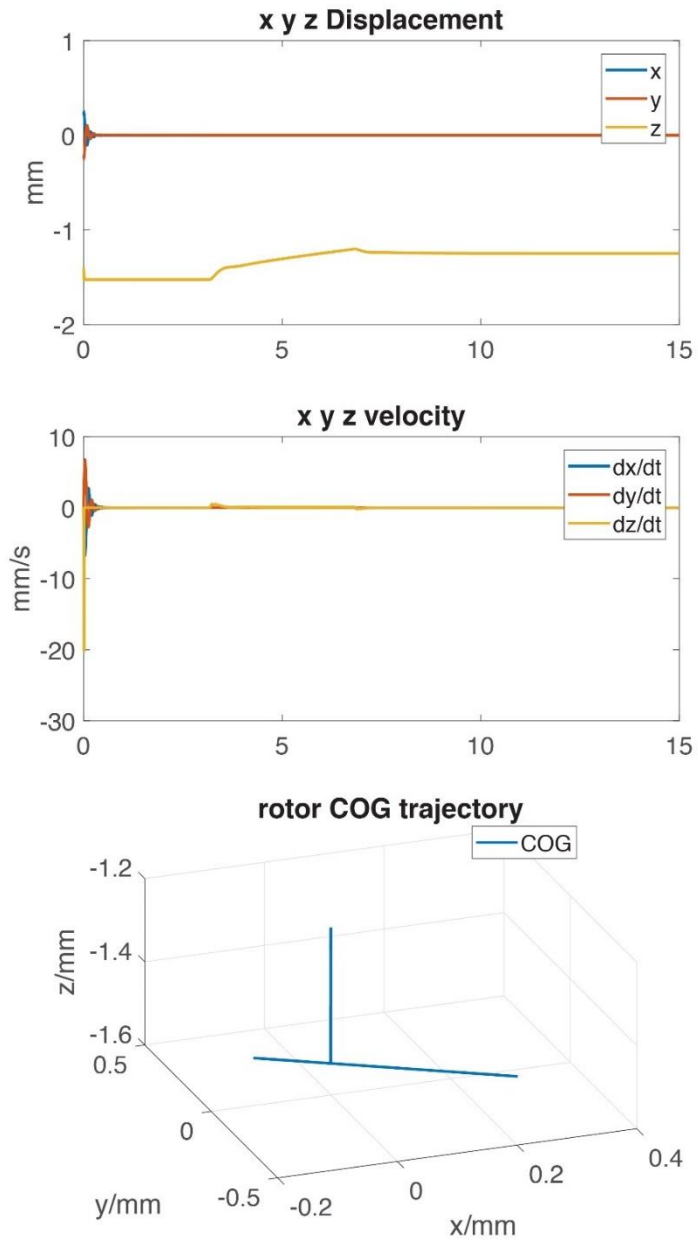 x y z Displacement
1
0
-1
-2
mm
x
y
z
0 5 10 15
x y z velocity
10
0
-10
-20
-30
mm/s
dx/dt
dy/dt
dz/dt
0 5 10 15
rotor COG trajectory
COG
-1.2
-1.4
-1.6
z/mm
0.5
0
-0.5
y/mm
-0.2
0
0.2
0.4
x/mm